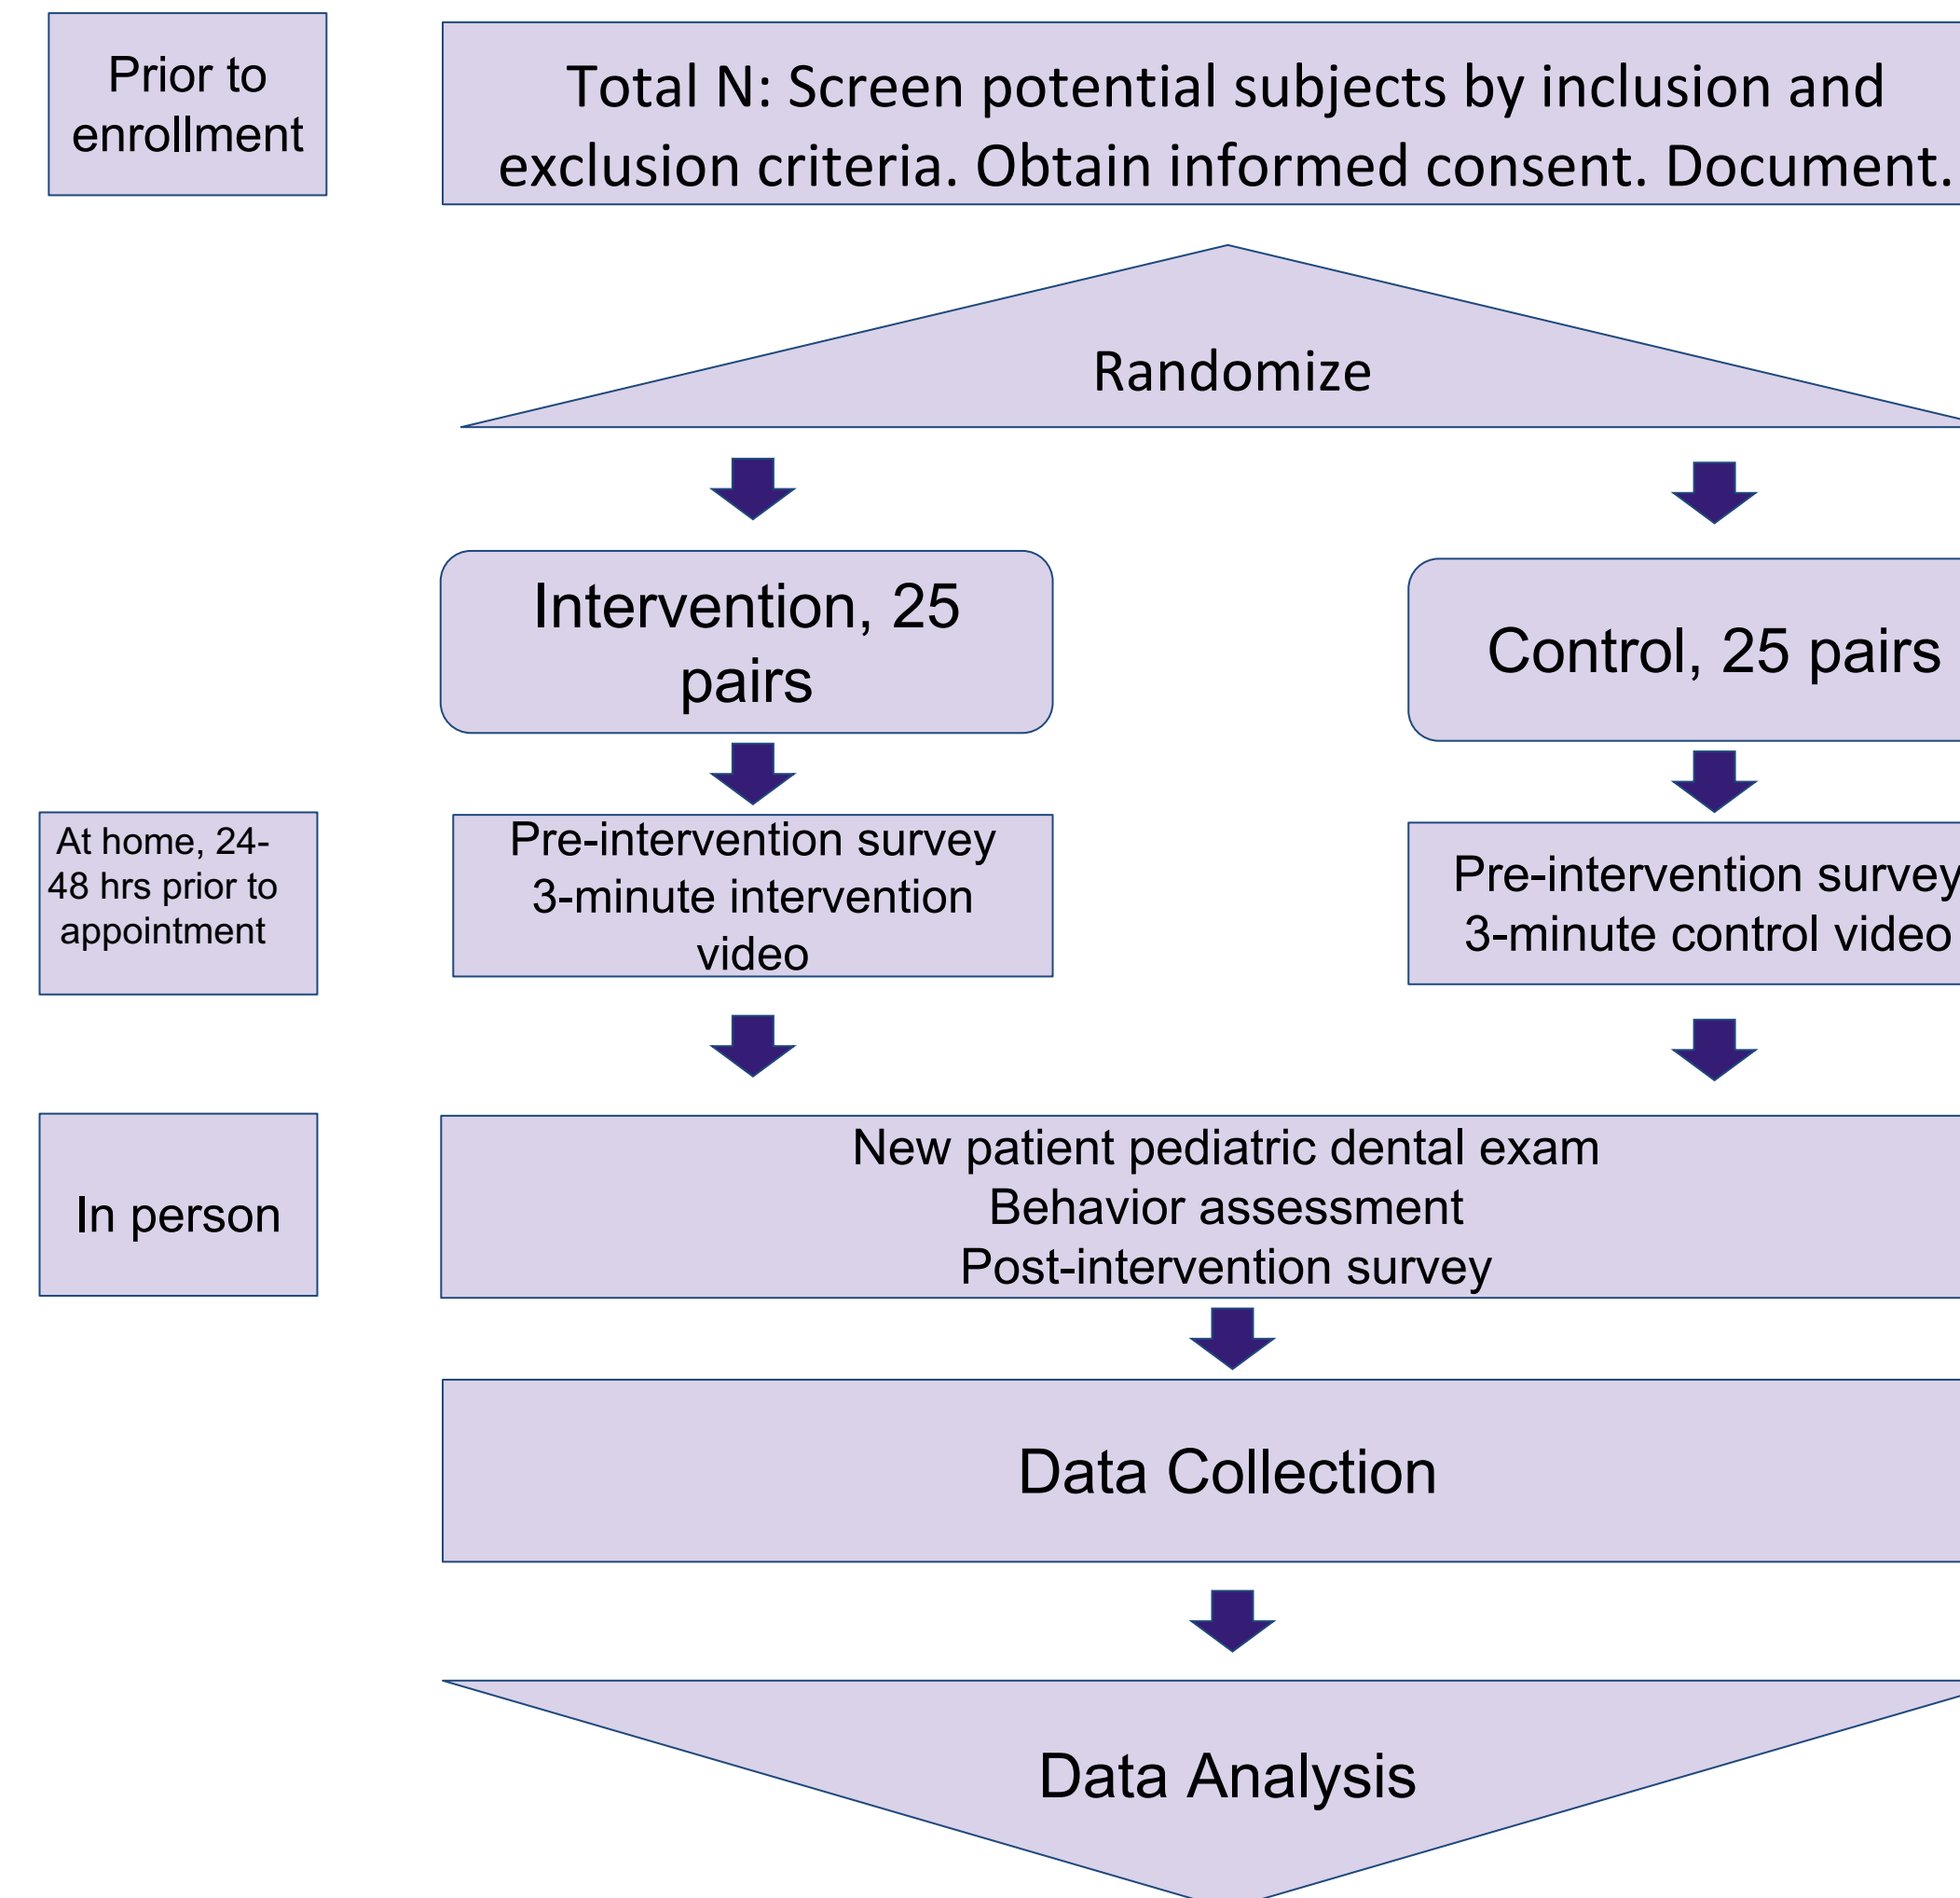 Prior to
enrollment
Total N: Screen potential subjects by inclusion and
exclusion criteria. Obtain informed consent. Document.
Randomize
Intervention, 25
pairs
Control, 25 pairs
At home, 24-
48 hrs prior to
appointment
Pre-intervention survey
3-minute intervention
video
Pre-intervention survey
3-minute control video
In person
New patient pediatric dental exam
Behavior assessment
Post-intervention survey
Data Collection
Data Analysis